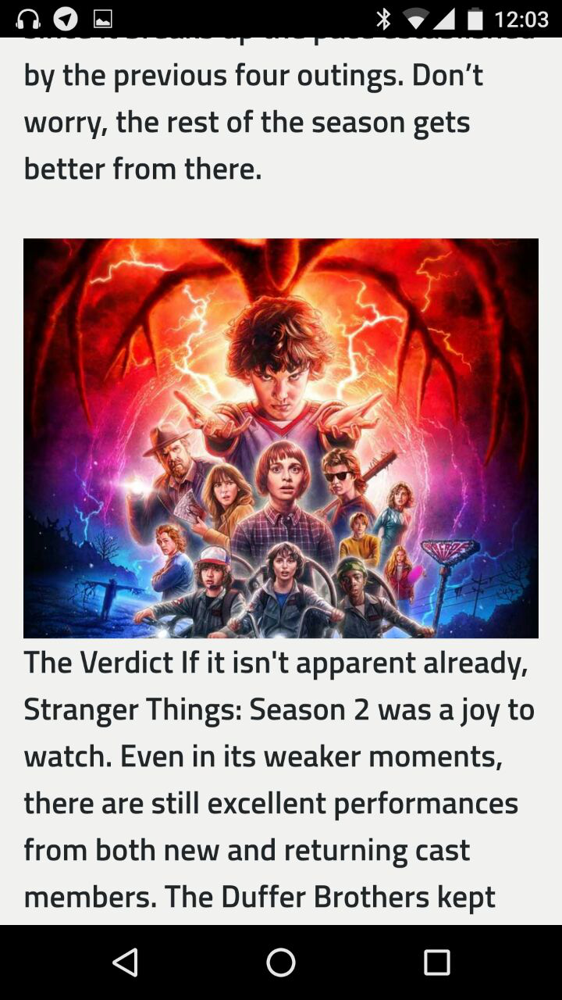 12:03
by the previous four outings. Don’t
worry, the rest of the season gets
better from there.
The Verdict If it isn't apparent already,
Stranger Things: Season 2 was a joy to
watch. Even in its weaker moments,
there are still excellent performances
from both new and returning cast
members. The Duffer Brothers kept